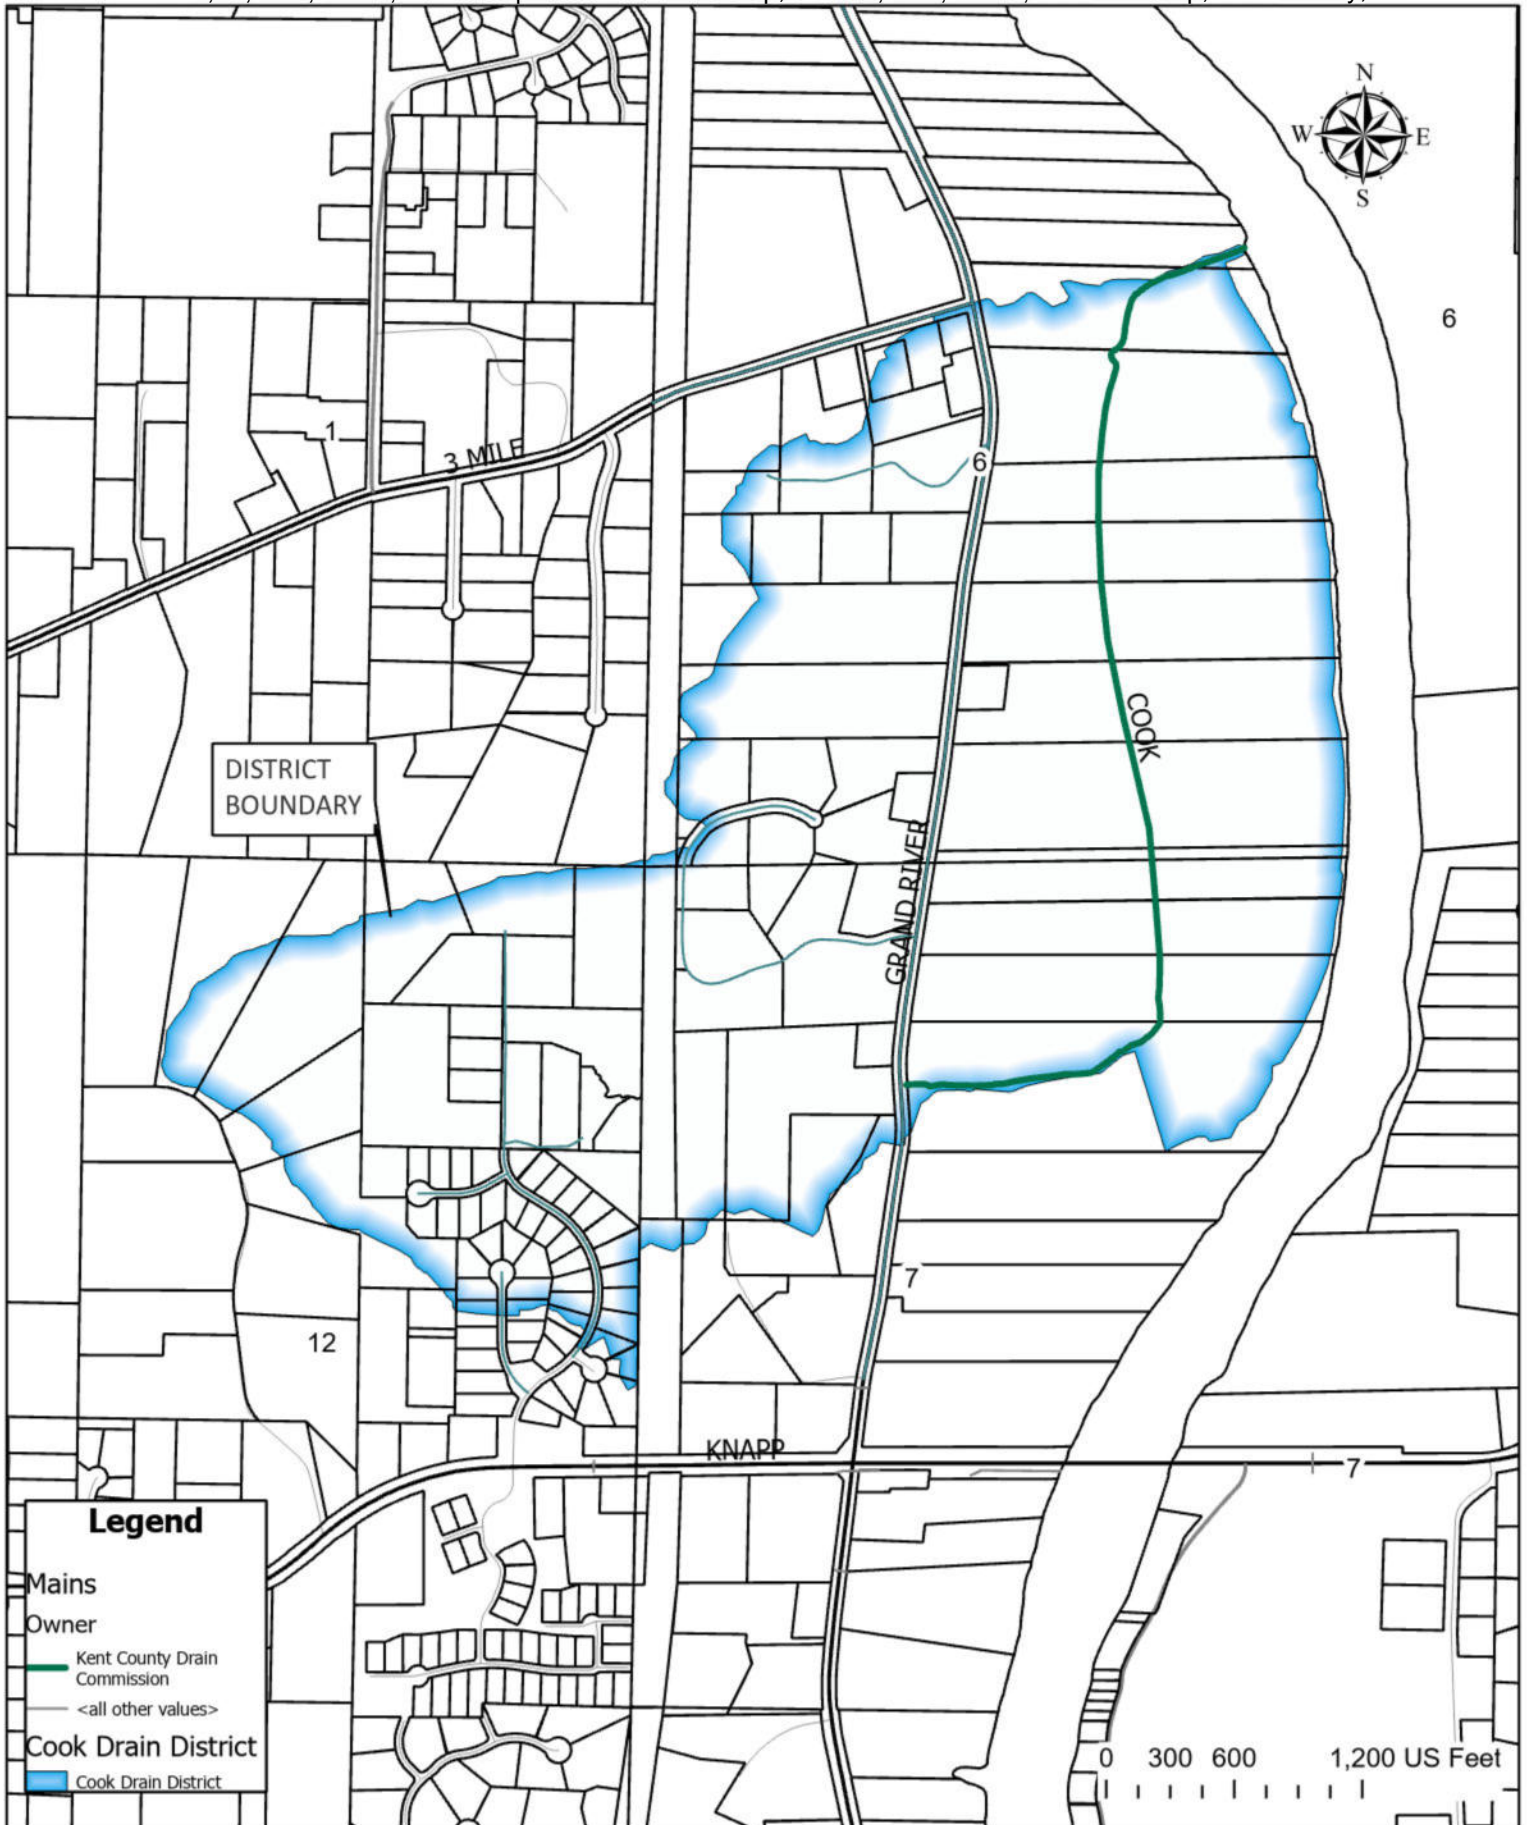 N
W
E
S
6
1
3 MILE
6
COOK
DISTRICT
BOUNDARY
GRAND RIVER
7
12
KNAPP
7
Legend
Mains
Owner
Kent County Drain
Commission
<all other values>
Cook Drain District
Cook Drain District
0 300 600 1,200 US Feet